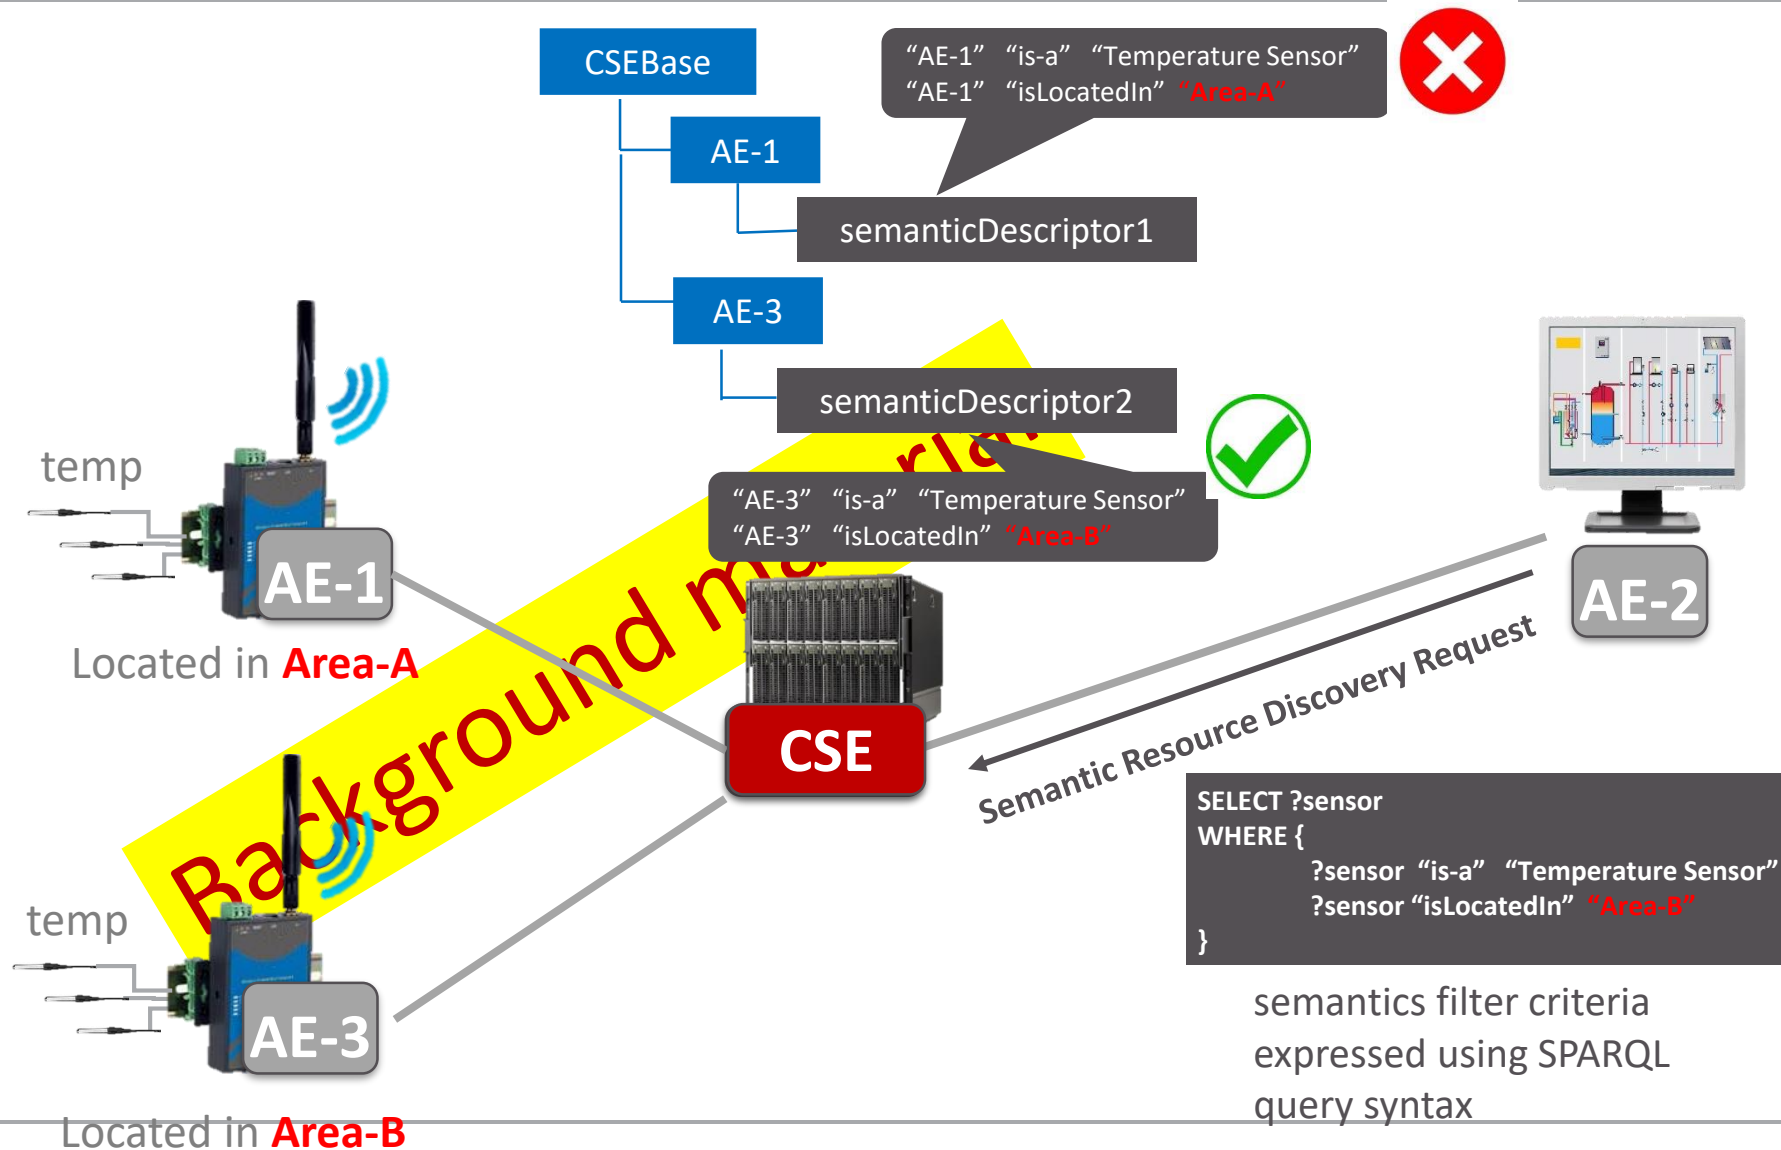 CSEBase
“AE-1” “is-a” “Temperature Sensor”
“AE-1” “isLocatedIn” “Area-A”
AE-1
semanticDescriptor1
AE-3
semanticDescriptor2
“AE-3” “is-a” “Temperature Sensor”
“AE-3” “isLocatedIn” “Area-B”
temp
AE-1
Located in Area-A
Background
CSE
AE-2
Semantic Resource Discovery Request
SELECT ?sensor
WHERE {
?sensor “is-a” “Temperature Sensor”
?sensor “isLocatedIn” “Area-B”
}
semantics filter criteria
expressed using SPARQL
query syntax
temp
AE-3
Located in Area-B